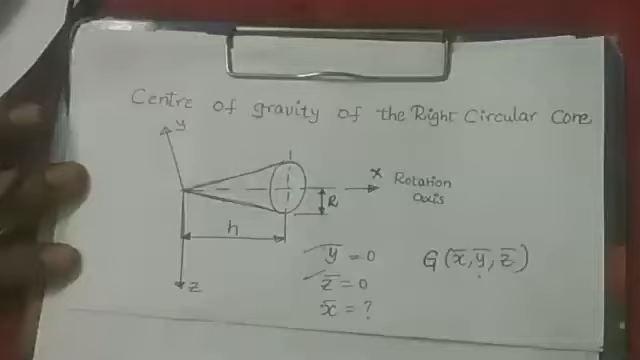 Centre of gravity of the Right Circular Cone
y
x Rotation
axis
R
h
z
y̅ = 0
z̅ = 0
x̅ = ?
G(x̅, y̅, z̅)